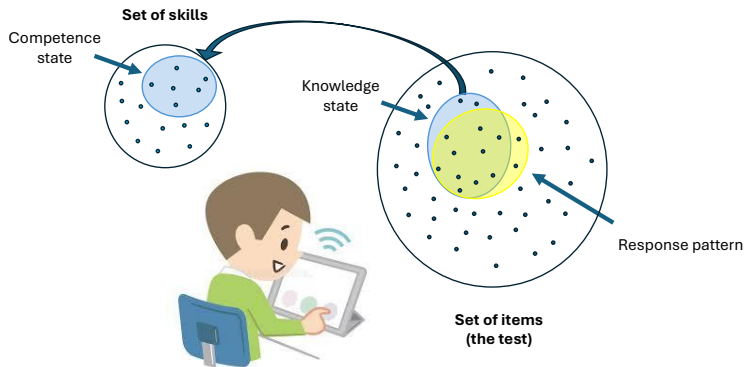 Set of skills
Competence
state
Knowledge
state
Response pattern
Set of items
(the test)